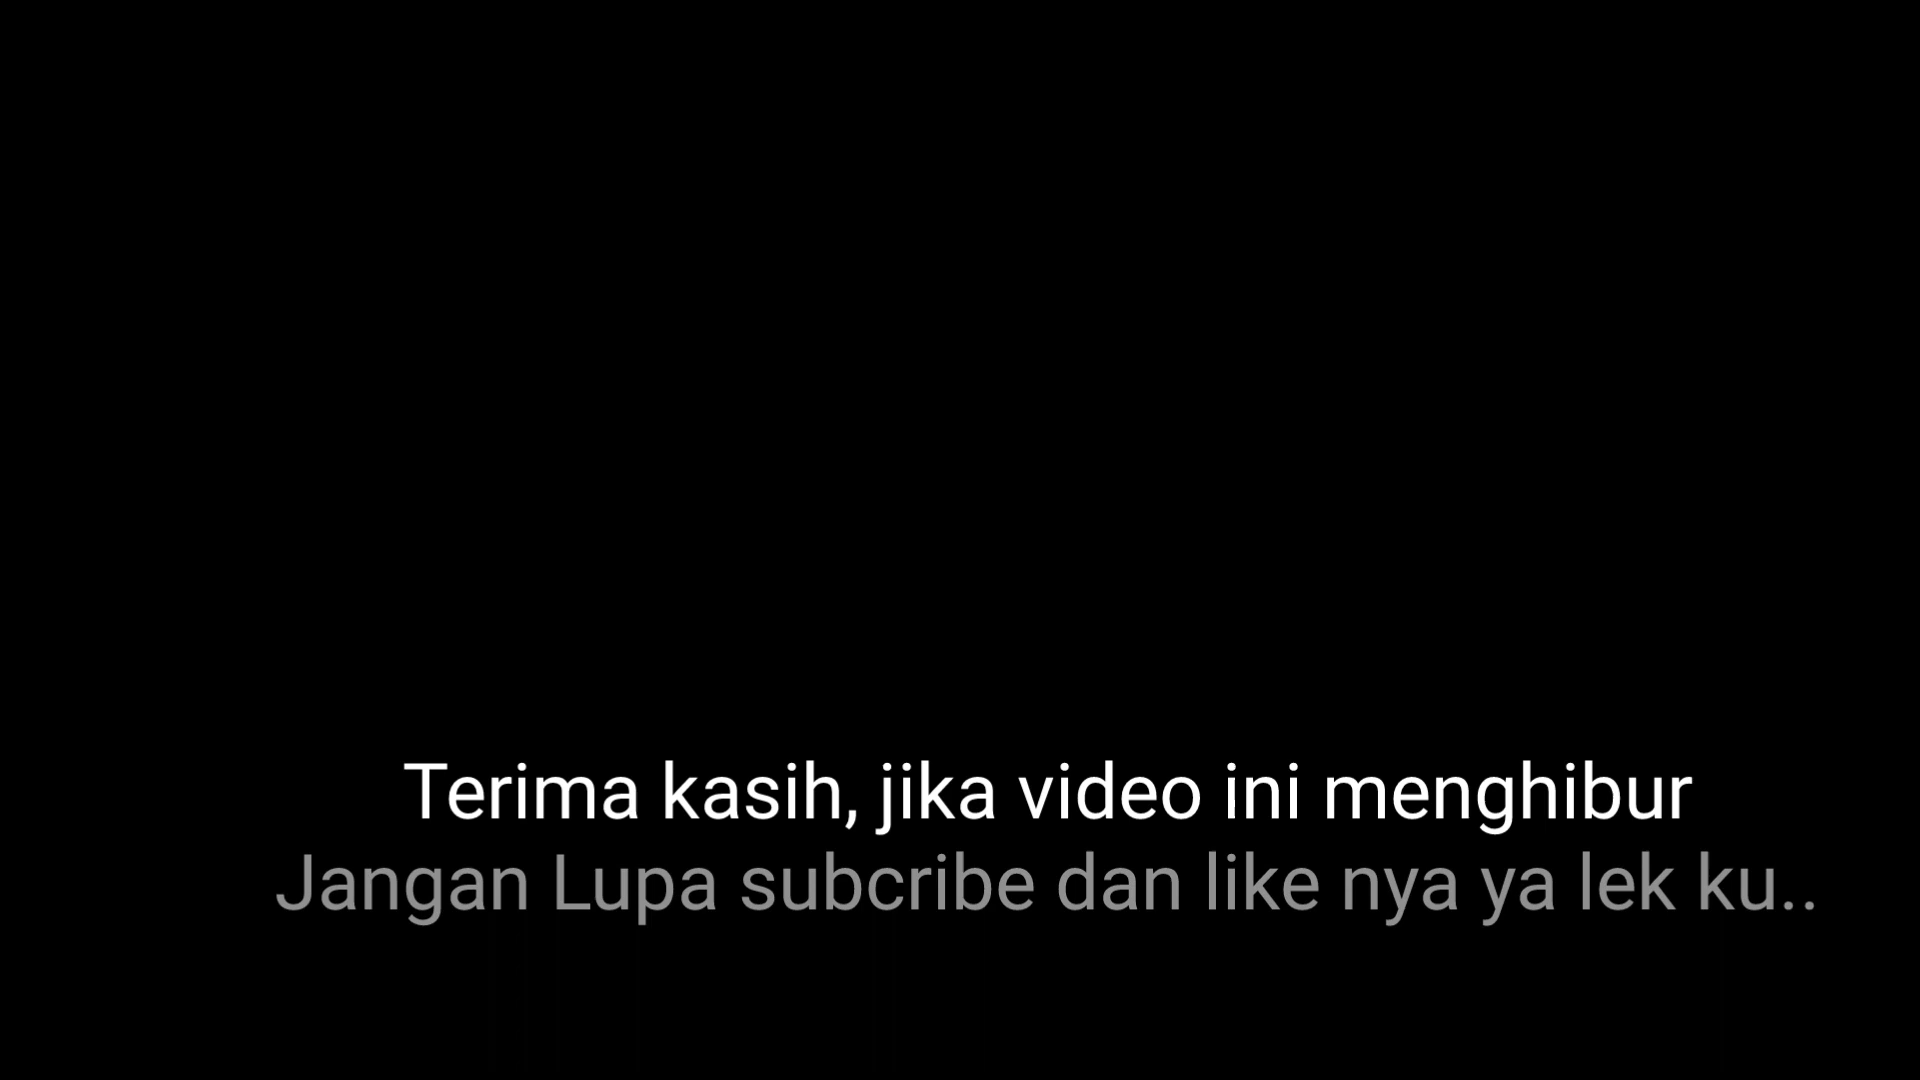 Terima kasih, jika video ini menghibur
Jangan Lupa subcribe dan like nya ya lek ku..